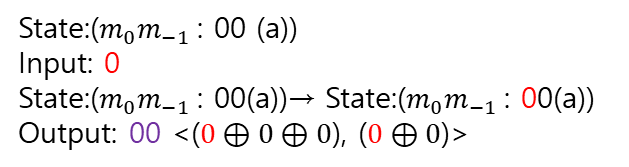 State:(m₀m₋₁ : 00 (a))
Input: 0
State:(m₀m₋₁ : 00(a))→ State:(m₀m₋₁ : 00(a))
Output: 00 <(0 ⊕ 0 ⊕ 0), (0 ⊕ 0)>